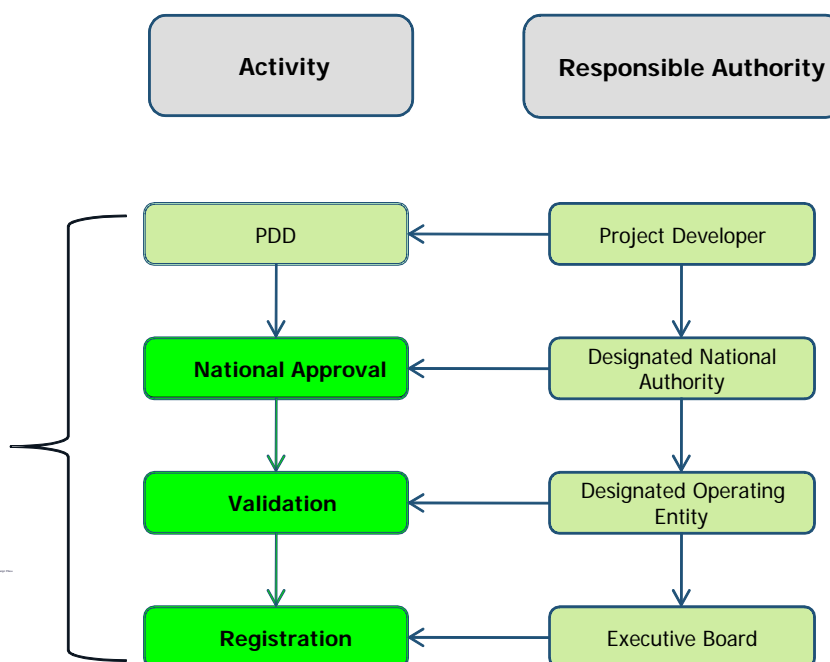 Activity
Responsible Authority
PDD
Project Developer
National Approval
Designated National
Authority
Validation
Designated Operating
Entity
Registration
Executive Board